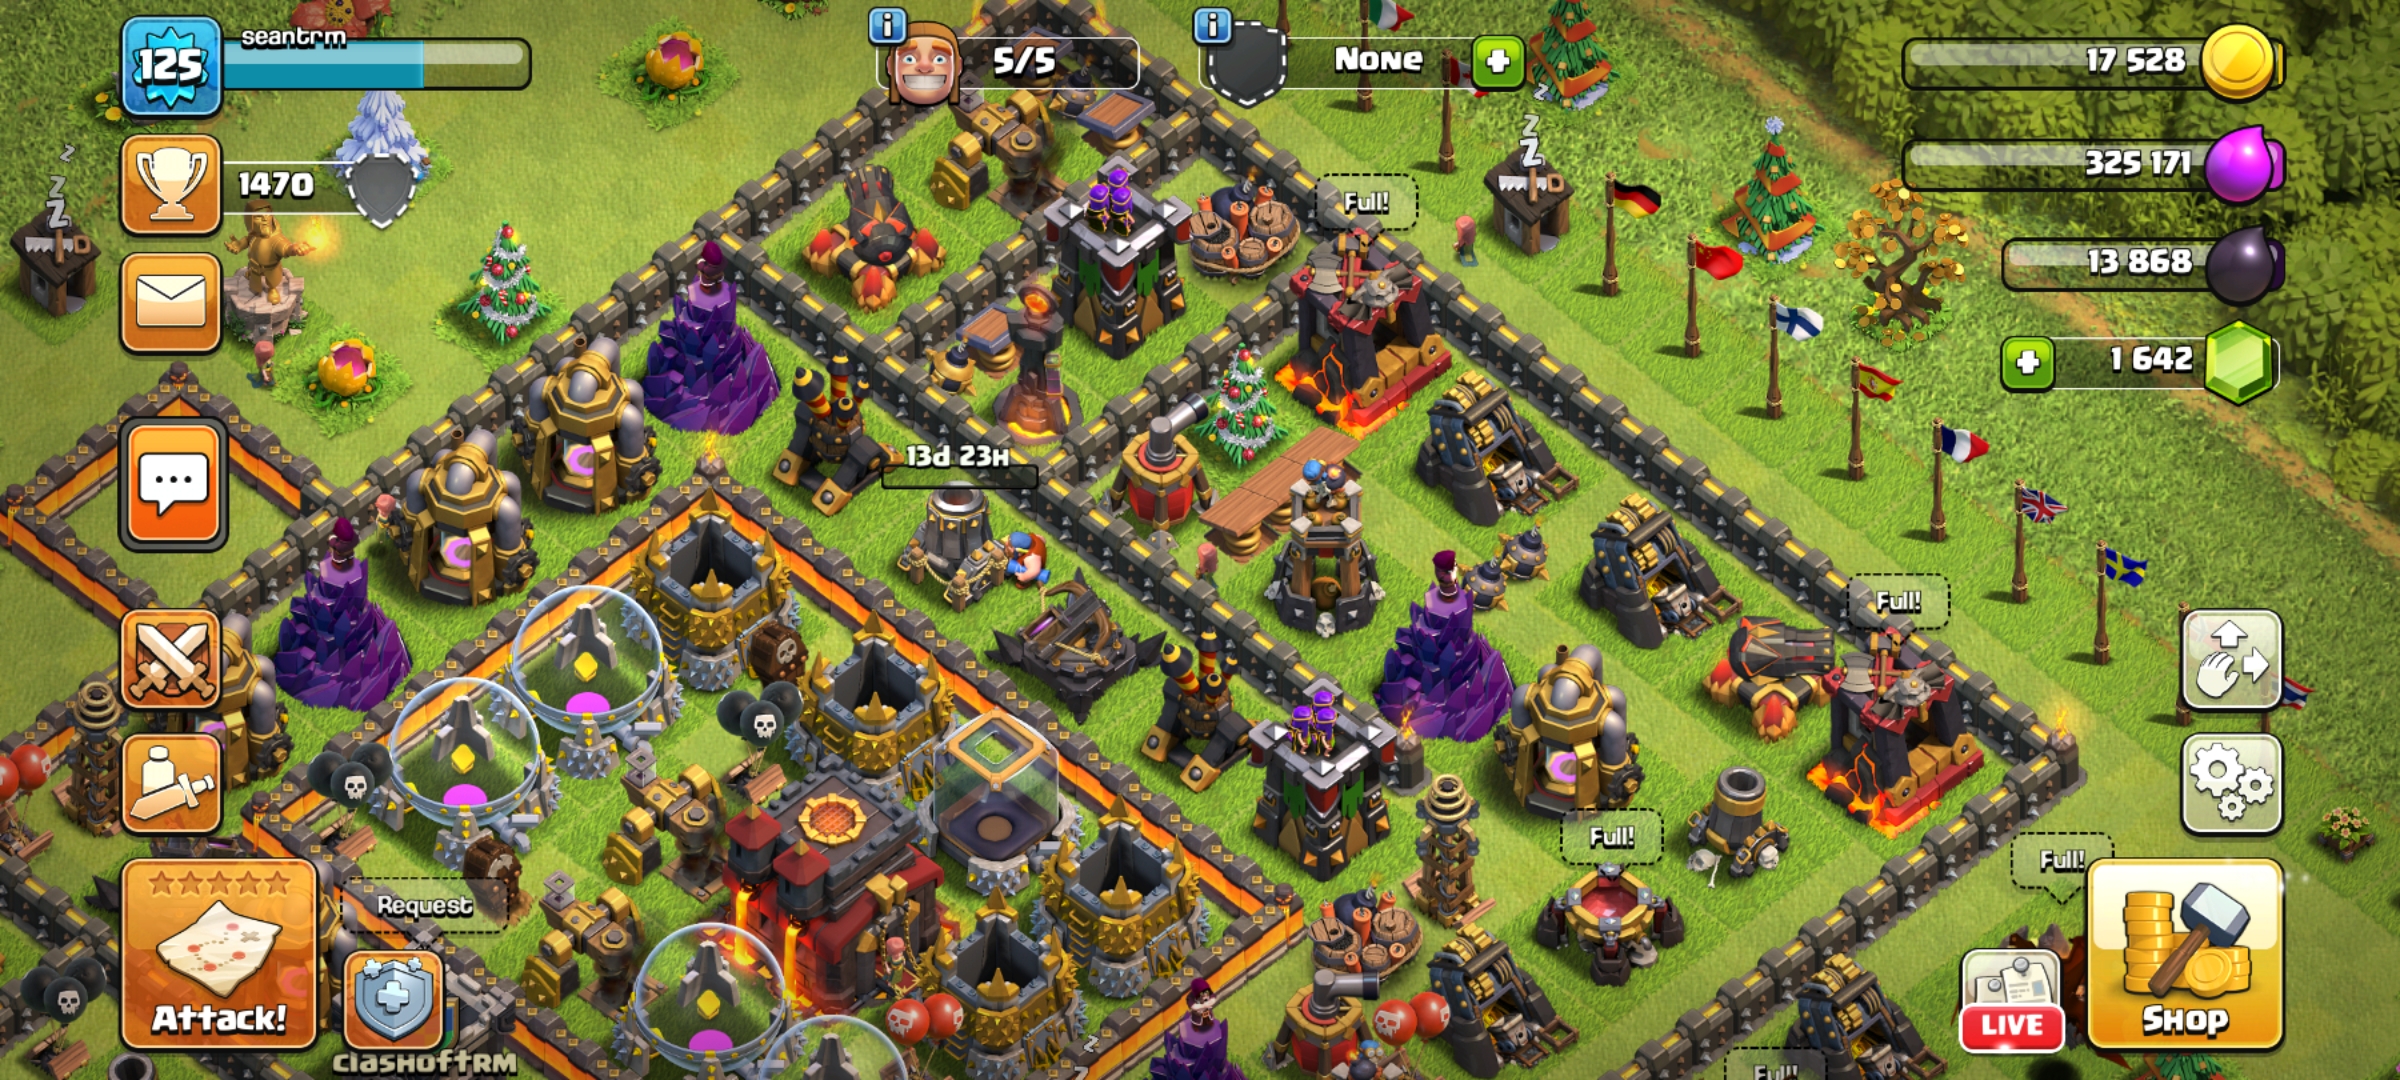 125
seantrm
5/5
None
17 528
1470
325 171
13 868
1 642
Full!
13d 23H
Full!
Full!
Full!
Request
Attack!
clashoftRM
LIVE
Shop
Full!